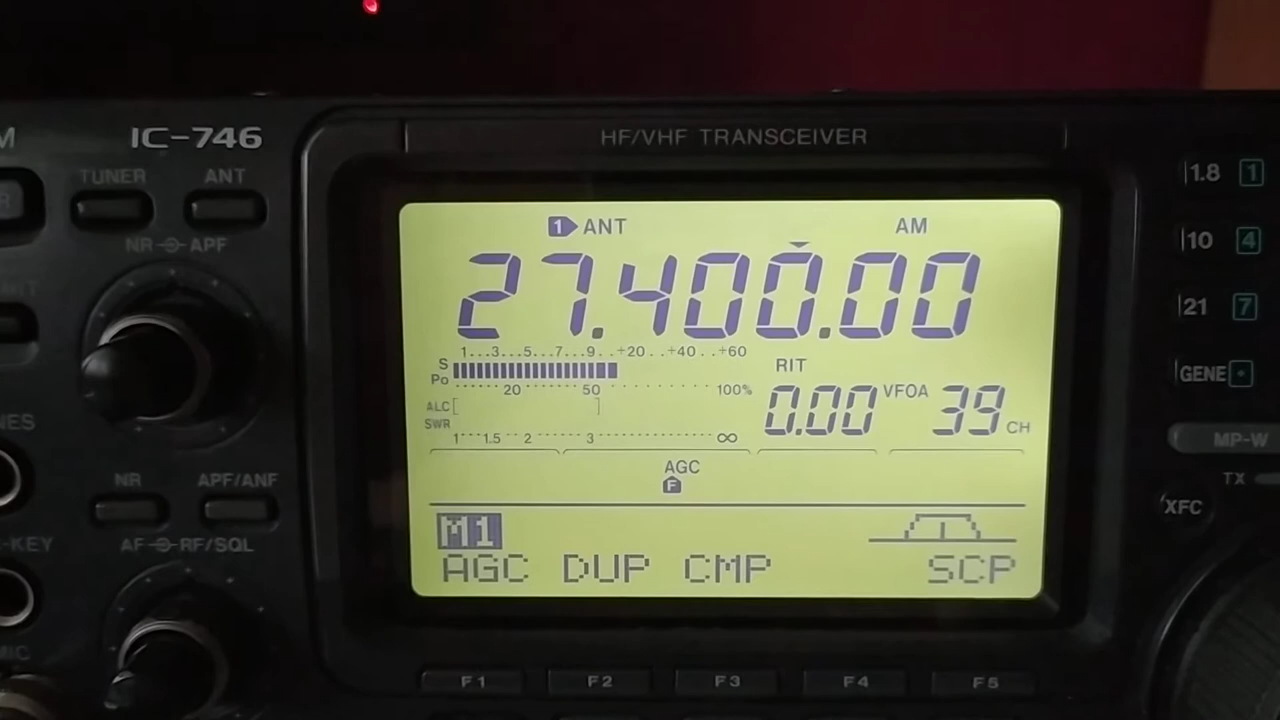 IC-746
HF/VHF TRANSCEIVER
TUNER ANT
1.8 1
1 ANT AM
NR APF
10 4
27.400.00
21 7
1...3...5...7...9..+20..+40..+60
S
Po
20 50 100%
RIT
GENE
ALC
SWR
0.00 VFOA 39 CH
1 1.5 2 3 ∞
MP-W
AGC
F
NR APF/ANF
TX
XFC
M1
AF RF/SQL
-KEY
AGC DUP CMP SCP
F1 F2 F3 F4 F5